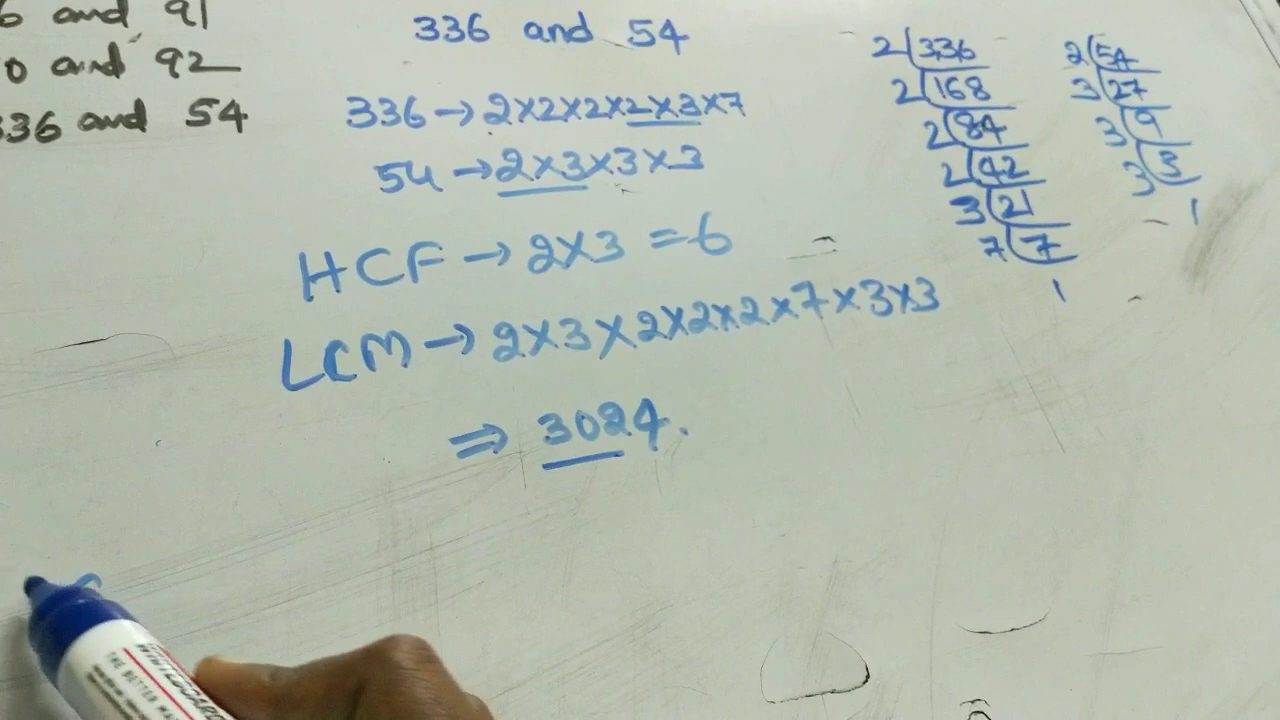 6 and 91
0 and 92
336 and 54
336 and 54
336 → 2×2×2×2×3×7
54 → 2×3×3×3
HCF → 2×3 = 6
LCM → 2×3×2×2×2×7×3×3
⇒ 3024.
2 336
2 168
2 84
2 42
3 21
7 7
1
2 54
3 27
3 9
3 3
1